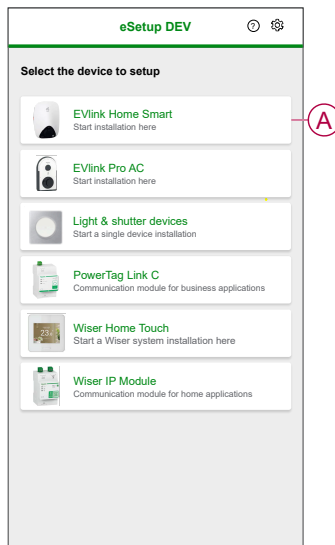 eSetup DEV
Select the device to setup
EVlink Home Smart
Start installation here
A
EVlink Pro AC
Start installation here
Light & shutter devices
Start a single device installation
PowerTag Link C
Communication module for business applications
Wiser Home Touch
Start a Wiser system installation here
Wiser IP Module
Communication module for home applications